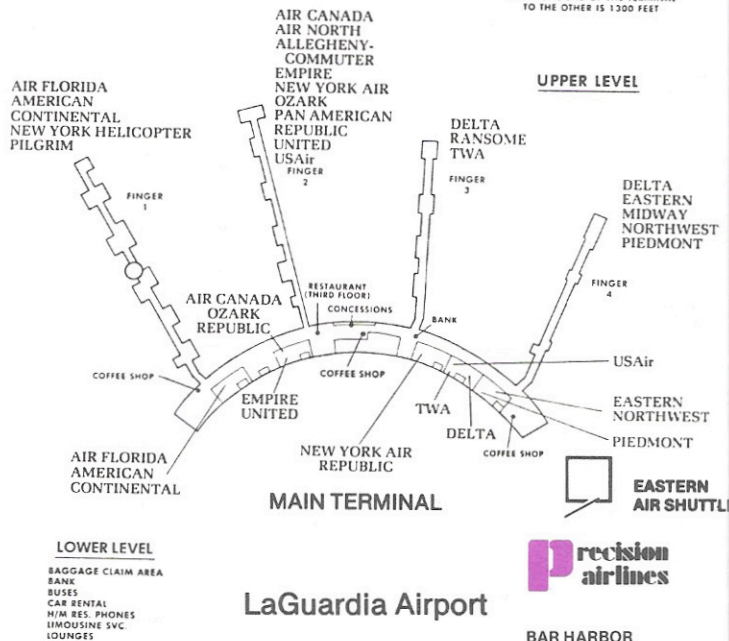 TO THE OTHER IS 1300 FEET
UPPER LEVEL
AIR CANADA
AIR NORTH
ALLEGHENY-
COMMUTER
EMPIRE
NEW YORK AIR
OZARK
PAN AMERICAN
REPUBLIC
UNITED
USAir
FINGER
2
AIR FLORIDA
AMERICAN
CONTINENTAL
NEW YORK HELICOPTER
PILGRIM
FINGER
1
DELTA
RANSOME
TWA
FINGER
3
DELTA
EASTERN
MIDWAY
NORTHWEST
PIEDMONT
FINGER
4
RESTAURANT
(THIRD FLOOR)
CONCESSIONS
BANK
AIR CANADA
OZARK
REPUBLIC
COFFEE SHOP
EMPIRE
UNITED
COFFEE SHOP
USAir
TWA
DELTA
EASTERN
NORTHWEST
PIEDMONT
COFFEE SHOP
AIR FLORIDA
AMERICAN
CONTINENTAL
NEW YORK AIR
REPUBLIC
MAIN TERMINAL
EASTERN
AIR SHUTTL
LOWER LEVEL
BAGGAGE CLAIM AREA
BANK
BUSES
CAR RENTAL
H/M RES. PHONES
LIMOUSINE SVC.
LOUNGES
LaGuardia Airport
precision
airlines
BAR HARBOR